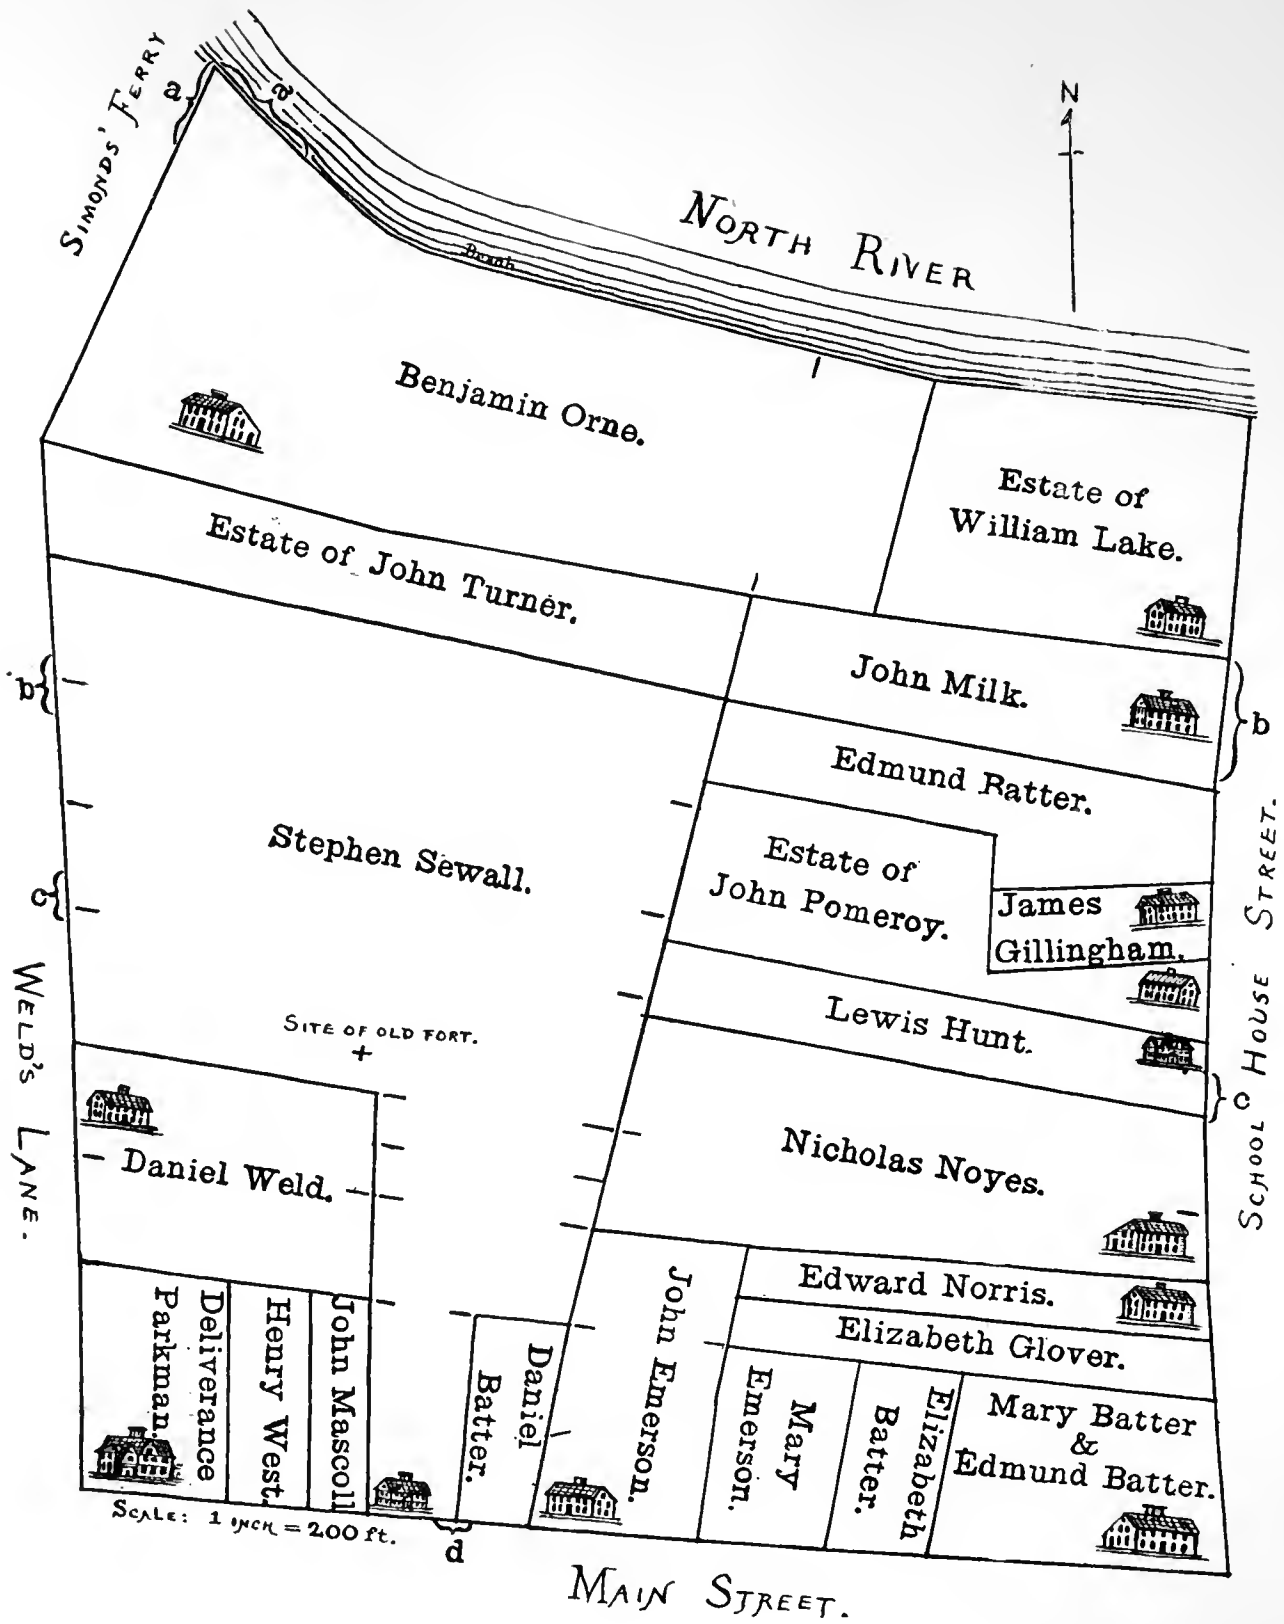 SIMONDS' FERRY
a
a
N
NORTH RIVER
Beach
Benjamin Orne.
Estate of
William Lake.
Estate of John Turner.
John Milk.
b
b
Edmund Batter.
Stephen Sewall.
Estate of
John Pomeroy.
James
Gillingham.
c
Lewis Hunt.
SITE OF OLD FORT.
+
c
SCHOOL HOUSE STREET.
WELD'S LANE.
Daniel Weld.
Nicholas Noyes.
Edward Norris.
Elizabeth Glover.
Deliverance
Parkman.
Henry West.
John Mascoll
Daniel
Batter.
John Emerson.
Mary
Emerson.
Elizabeth
Batter.
Mary Batter
&
Edmund Batter.
SCALE: 1 INCH = 200 ft.
d
MAIN STREET.